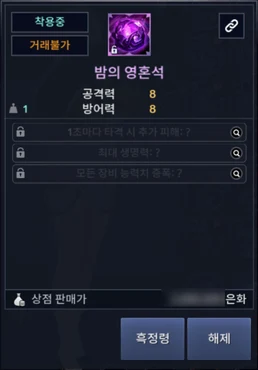 착용중
거래불가
밤의 영혼석
공격력 8
방어력 8
1
1초마다 타격 시 추가 피해: ?
최대 생명력: ?
모든 장비 능력치 증폭: ?
상점 판매가 은화
흑정령 해제